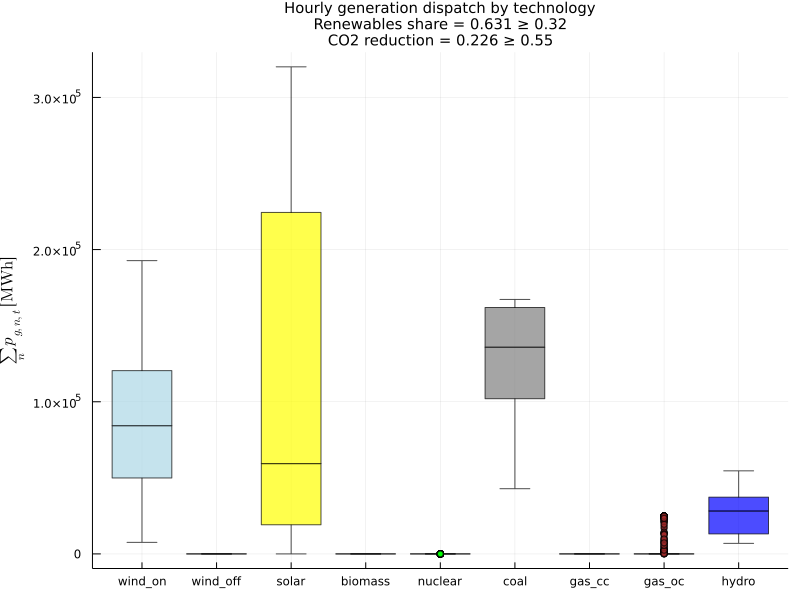 Hourly generation dispatch by technology
Renewables share = 0.631 ≥ 0.32
CO2 reduction = 0.226 ≥ 0.55
3.0×10⁵
2.0×10⁵
1.0×10⁵
0
∑ₙ p_{g,n,t} [MWh]
wind_on wind_off solar biomass nuclear coal gas_cc gas_oc hydro